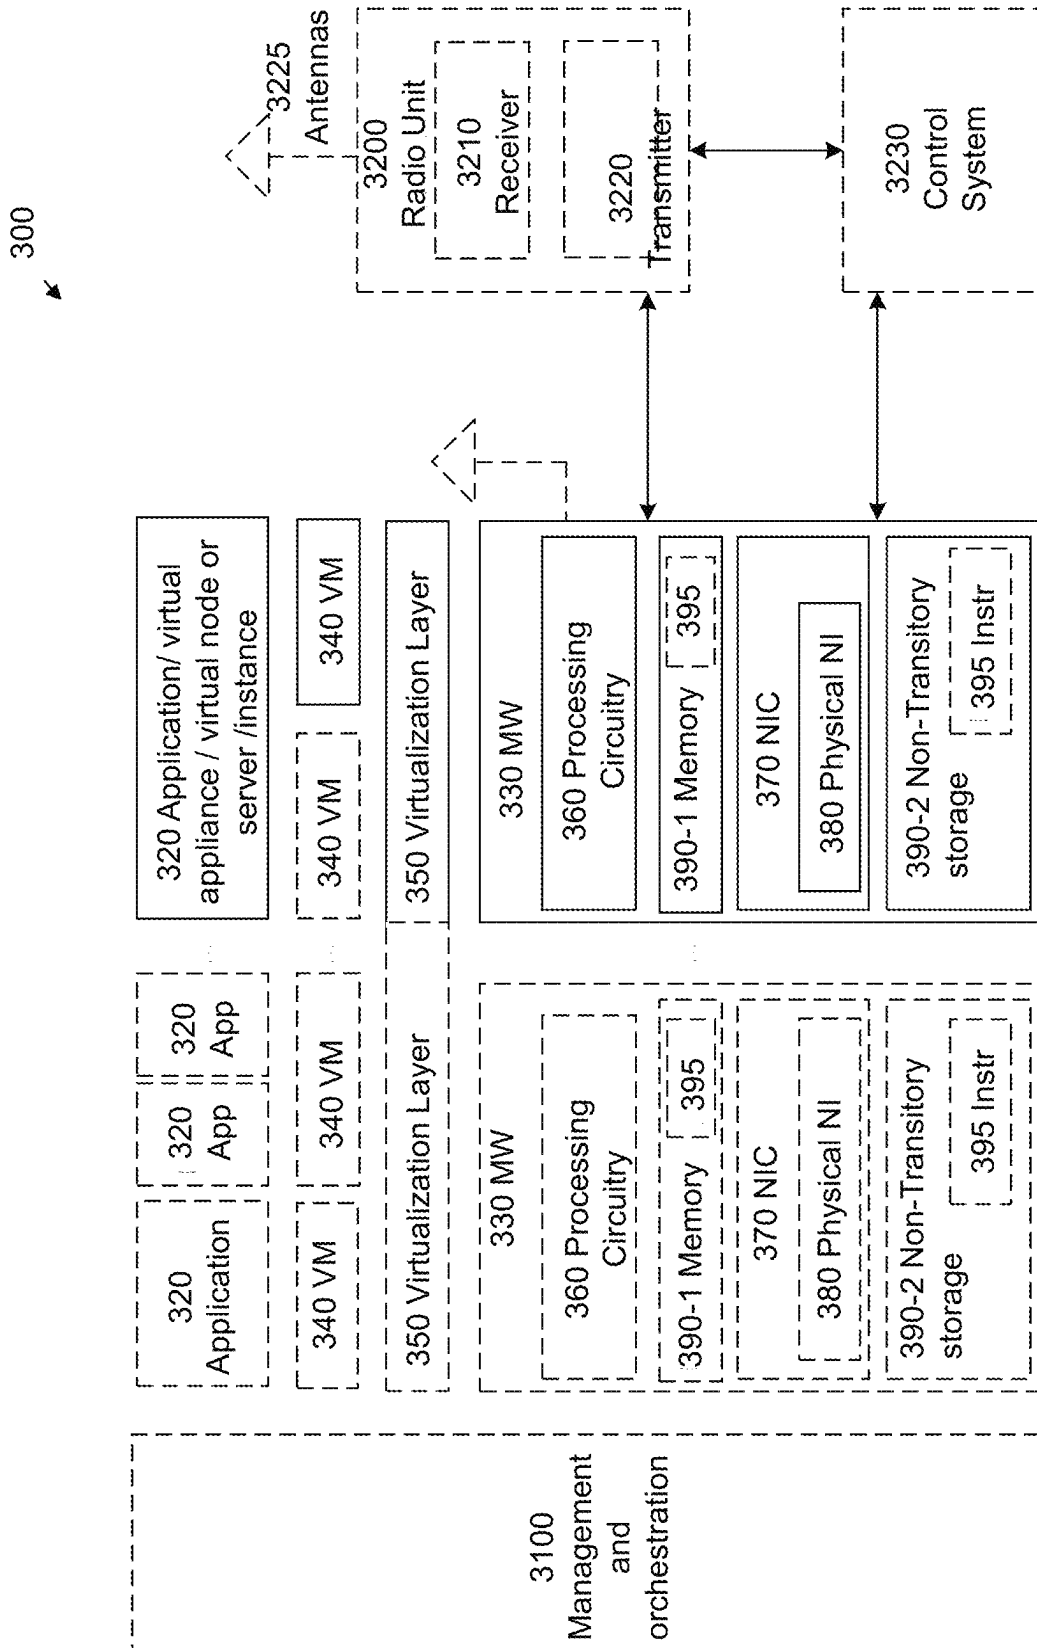 300
3100
Management
and
orchestration
320
Application
320
App
320
App
320 Application/ virtual
appliance / virtual node or
server /instance
340 VM
340 VM
340 VM
340 VM
350 Virtualization Layer
350 Virtualization Layer
330 MW
360 Processing
Circuitry
390-1 Memory
395
370 NIC
380 Physical NI
390-2 Non-Transitory
storage
395 Instr
330 MW
360 Processing
Circuitry
390-1 Memory
395
370 NIC
380 Physical NI
390-2 Non-Transitory
storage
395 Instr
3225
Antennas
3200
Radio Unit
3210
Receiver
3220
Transmitter
3230
Control
System